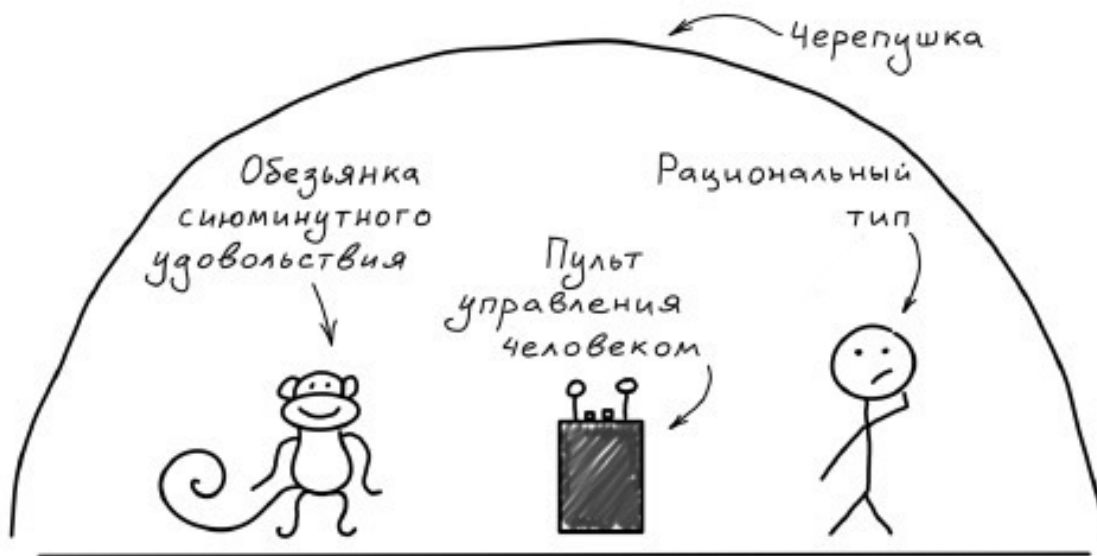 Черепушка
Обезьянка
сиюминутного
удовольствия
Рациональный
тип
Пульт
управления
человеком